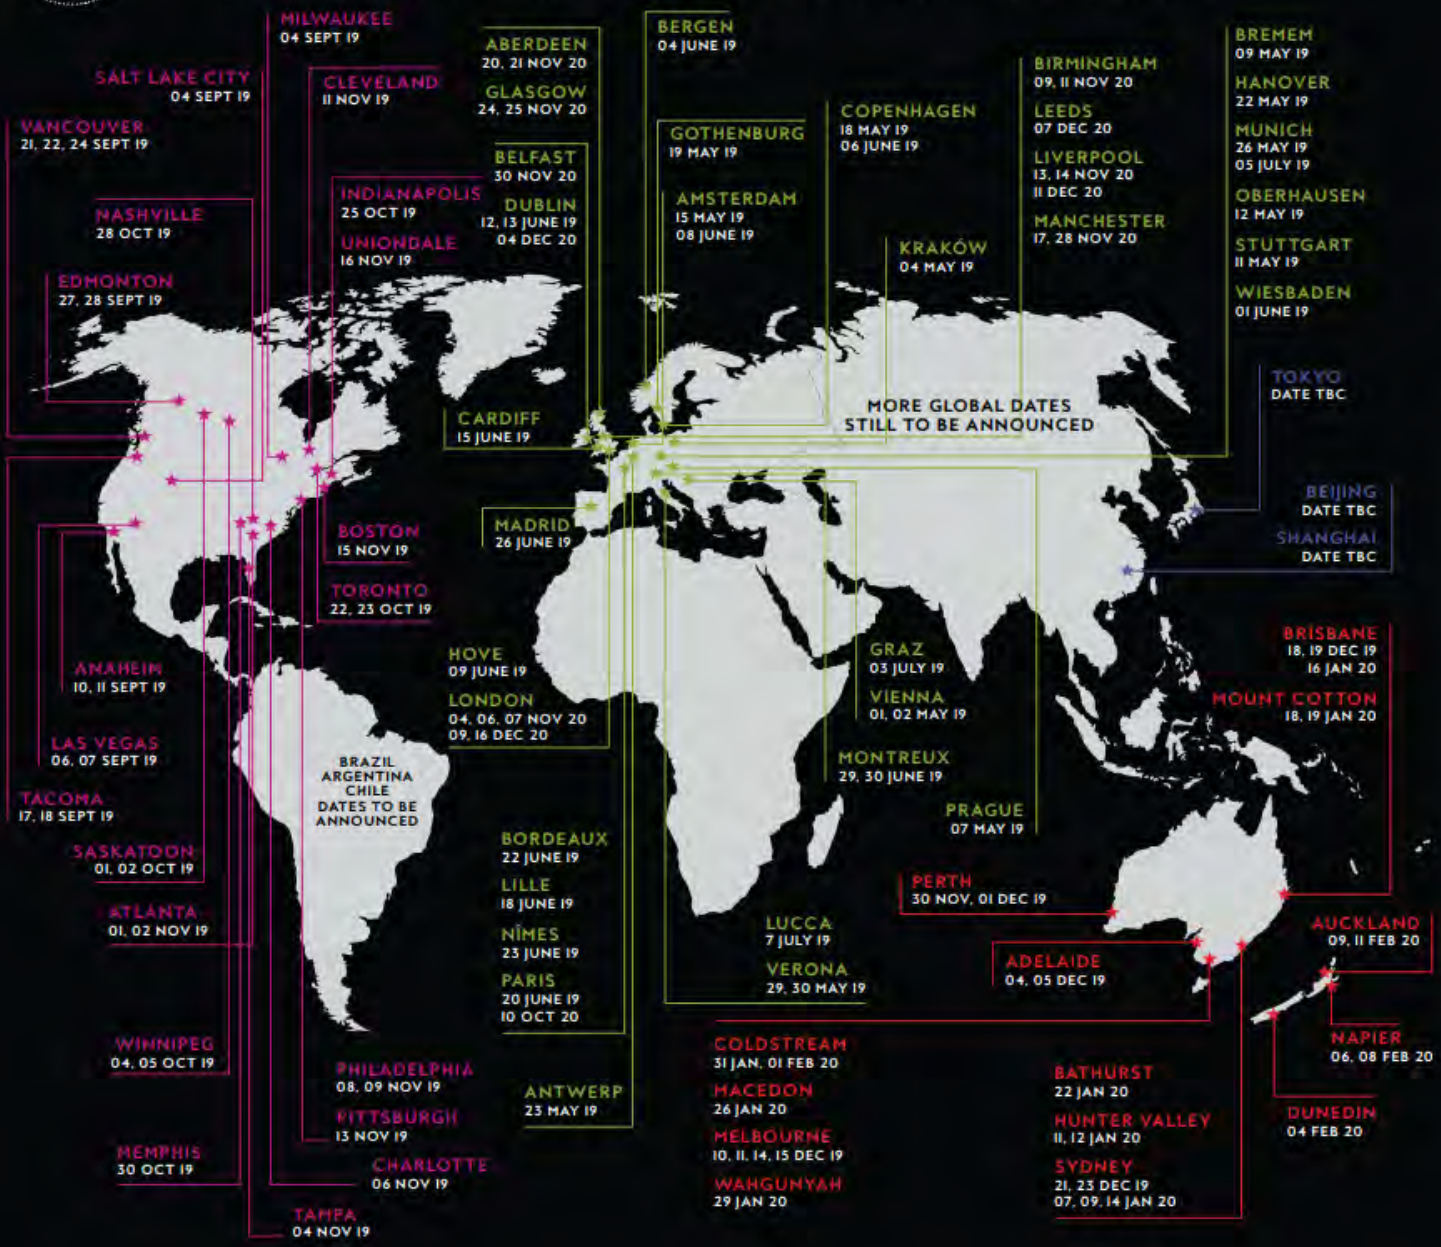 MILWAUKEE
04 SEPT 19
SALT LAKE CITY
04 SEPT 19
CLEVELAND
11 NOV 19
VANCOUVER
21, 22, 24 SEPT 19
NASHVILLE
28 OCT 19
INDIANAPOLIS
25 OCT 19
UNIONDALE
16 NOV 19
EDMONTON
27, 28 SEPT 19
ABERDEEN
20, 21 NOV 20
GLASGOW
24, 25 NOV 20
BELFAST
30 NOV 20
DUBLIN
12, 13 JUNE 19
04 DEC 20
BERGEN
04 JUNE 19
GOTHENBURG
19 MAY 19
AMSTERDAM
15 MAY 19
08 JUNE 19
COPENHAGEN
18 MAY 19
06 JUNE 19
KRAKÓW
04 MAY 19
BIRMINGHAM
09, 11 NOV 20
LEEDS
07 DEC 20
LIVERPOOL
13, 14 NOV 20
11 DEC 20
MANCHESTER
17, 28 NOV 20
BREMEM
09 MAY 19
HANOVER
22 MAY 19
MUNICH
26 MAY 19
05 JULY 19
OBERHAUSEN
12 MAY 19
STUTTGART
11 MAY 19
WIESBADEN
01 JUNE 19
TOKYO
DATE TBC
MORE GLOBAL DATES
STILL TO BE ANNOUNCED
CARDIFF
15 JUNE 19
MADRID
26 JUNE 19
BEIJING
DATE TBC
SHANGHAI
DATE TBC
BOSTON
15 NOV 19
TORONTO
22, 23 OCT 19
ANAHEIM
10, 11 SEPT 19
LAS VEGAS
06, 07 SEPT 19
TACOMA
17, 18 SEPT 19
SASKATOON
01, 02 OCT 19
ATLANTA
01, 02 NOV 19
BRAZIL
ARGENTINA
CHILE
DATES TO BE
ANNOUNCED
HOVE
09 JUNE 19
LONDON
04, 06, 07 NOV 20
09, 16 DEC 20
GRAZ
03 JULY 19
VIENNA
01, 02 MAY 19
MONTREUX
29, 30 JUNE 19
PRAGUE
07 MAY 19
BRISBANE
18, 19 DEC 19
16 JAN 20
MOUNT COTTON
18, 19 JAN 20
BORDEAUX
22 JUNE 19
LILLE
18 JUNE 19
NÎMES
23 JUNE 19
PARIS
20 JUNE 19
10 OCT 20
LUCCA
7 JULY 19
VERONA
29, 30 MAY 19
PERTH
30 NOV, 01 DEC 19
ADELAIDE
04, 05 DEC 19
AUCKLAND
09, 11 FEB 20
NAPIER
06, 08 FEB 20
DUNEDIN
04 FEB 20
WINNIPEG
04, 05 OCT 19
PHILADELPHIA
08, 09 NOV 19
PITTSBURGH
13 NOV 19
MEMPHIS
30 OCT 19
CHARLOTTE
06 NOV 19
TAMPA
04 NOV 19
ANTWERP
23 MAY 19
COLDSTREAM
31 JAN, 01 FEB 20
MACEDON
26 JAN 20
MELBOURNE
10, 11, 14, 15 DEC 19
WAHGUNYAH
29 JAN 20
BATHURST
22 JAN 20
HUNTER VALLEY
11, 12 JAN 20
SYDNEY
21, 23 DEC 19
07, 09, 14 JAN 20